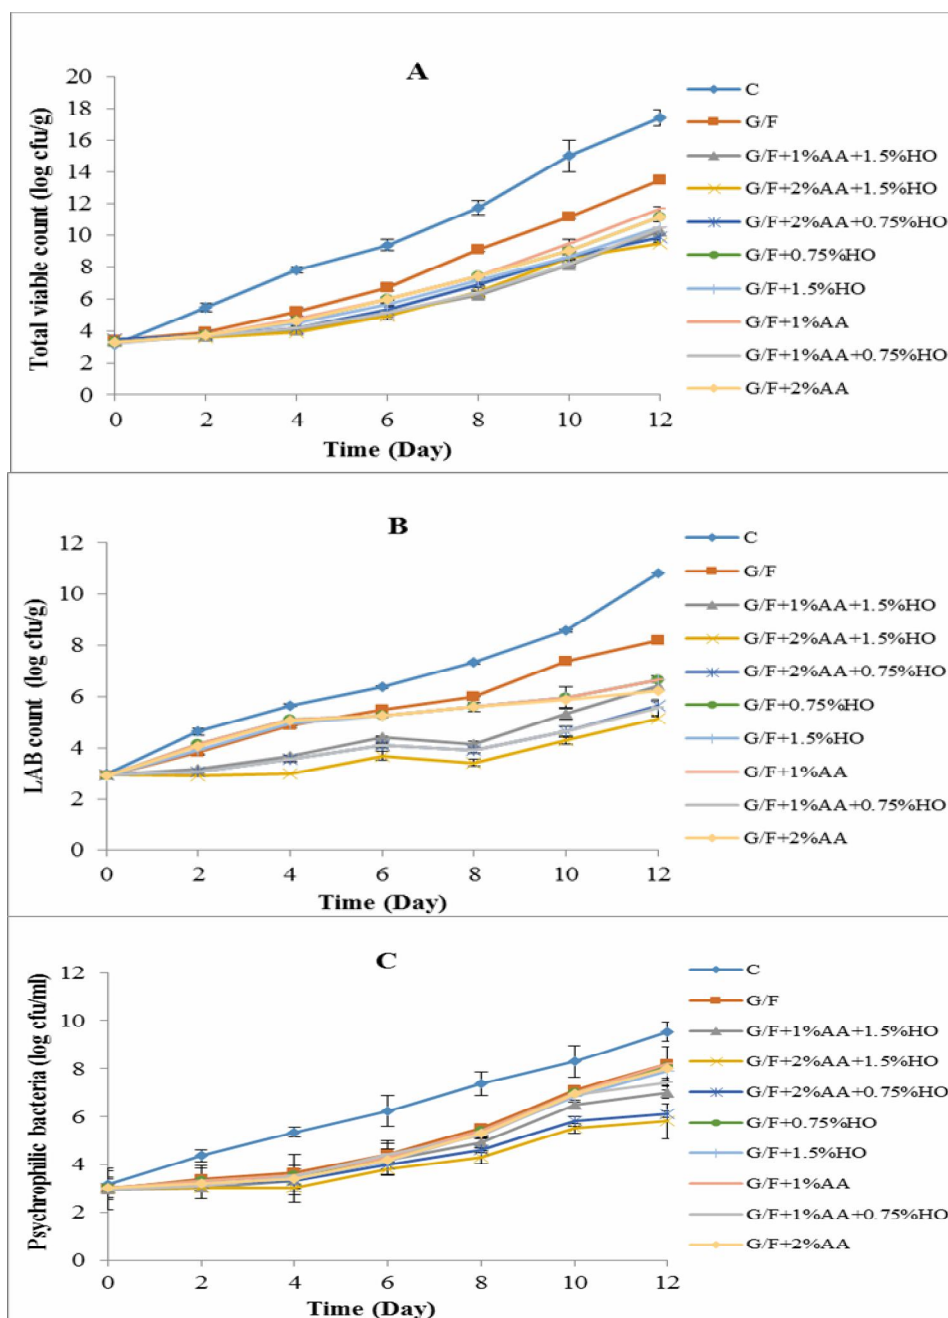 A
Total viable count (log cfu/g)
20
18
16
14
12
10
8
6
4
2
0
0 2 4 6 8 10 12
Time (Day)
C
G/F
G/F+1%AA+1.5%HO
G/F+2%AA+1.5%HO
G/F+2%AA+0.75%HO
G/F+0.75%HO
G/F+1.5%HO
G/F+1%AA
G/F+1%AA+0.75%HO
G/F+2%AA
B
LAB count (log cfu/g)
12
10
8
6
4
2
0
0 2 4 6 8 10 12
Time (Day)
C
G/F
G/F+1%AA+1.5%HO
G/F+2%AA+1.5%HO
G/F+2%AA+0.75%HO
G/F+0.75%HO
G/F+1.5%HO
G/F+1%AA
G/F+1%AA+0.75%HO
G/F+2%AA
C
Psychrophilic bacteria (log cfu/ml)
12
10
8
6
4
2
0
0 2 4 6 8 10 12
Time (Day)
C
G/F
G/F+1%AA+1.5%HO
G/F+2%AA+1.5%HO
G/F+2%AA+0.75%HO
G/F+0.75%HO
G/F+1.5%HO
G/F+1%AA
G/F+1%AA+0.75%HO
G/F+2%AA